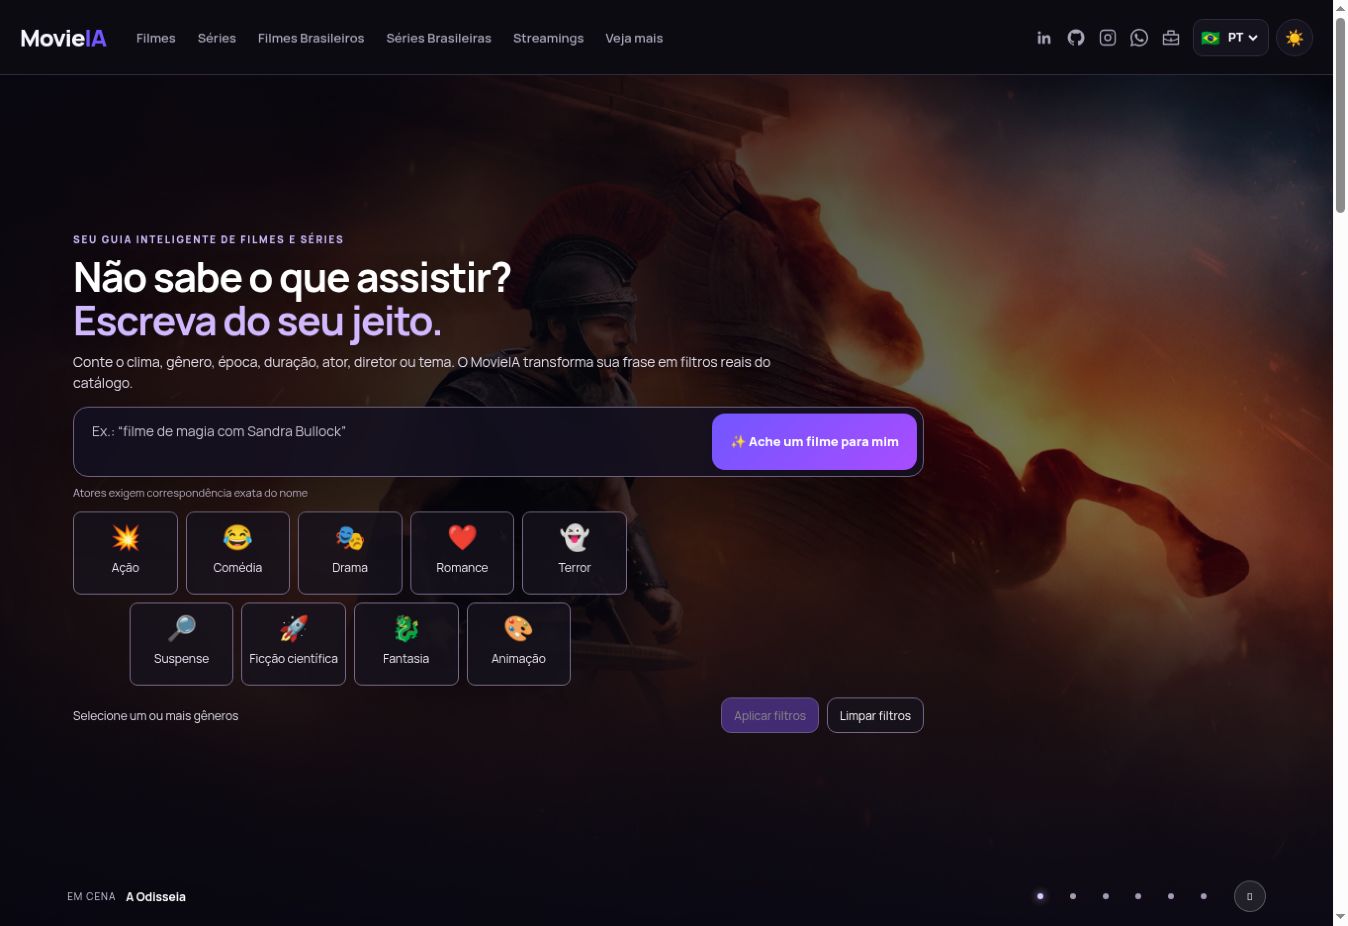 MovieIA
Filmes
Séries
Filmes Brasileiros
Séries Brasileiras
Streamings
Veja mais
PT
SEU GUIA INTELIGENTE DE FILMES E SÉRIES
Não sabe o que assistir?
Escreva do seu jeito.
Conte o clima, gênero, época, duração, ator, diretor ou tema. O MovieIA transforma sua frase em filtros reais do
catálogo.
Ex.: “filme de magia com Sandra Bullock”
✨ Ache um filme para mim
Atores exigem correspondência exata do nome
Ação
Comédia
Drama
Romance
Terror
Suspense
Ficção científica
Fantasia
Animação
Selecione um ou mais gêneros
Aplicar filtros
Limpar filtros
EM CENA A Odisseia